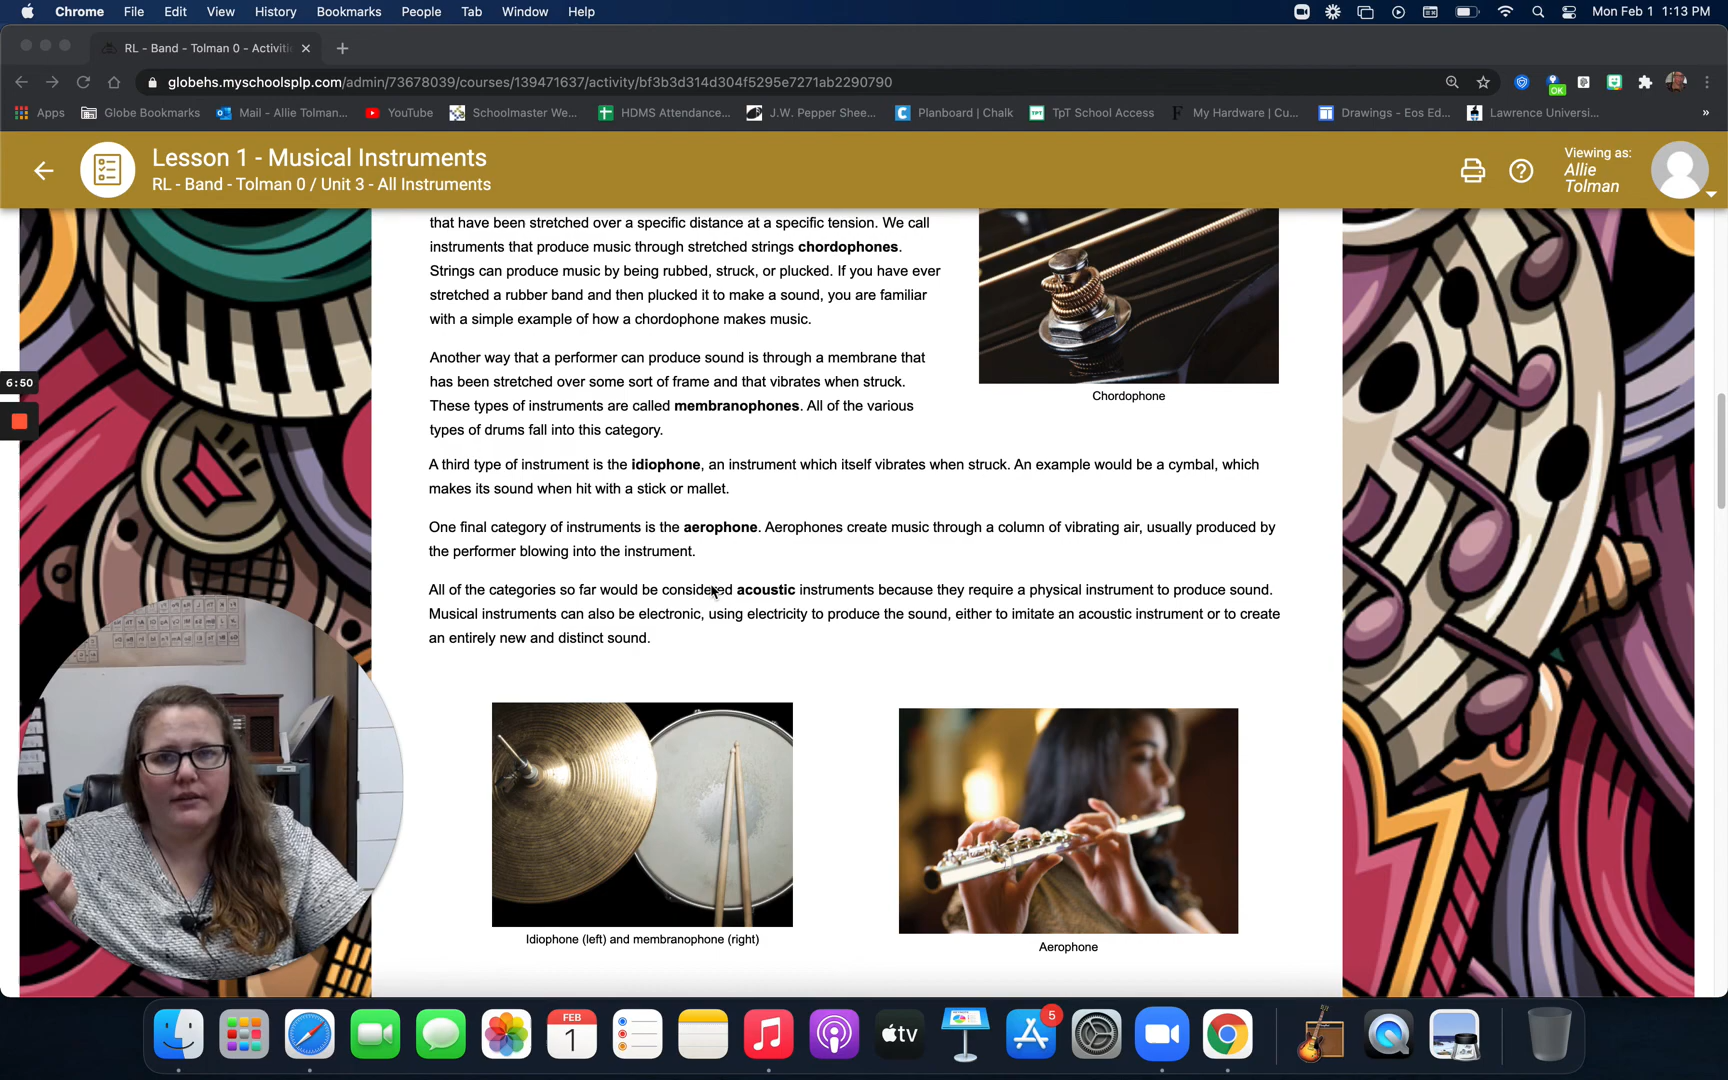 Chrome File Edit View History Bookmarks People Tab Window Help Mon Feb 1 1:13 PM
RL - Band - Tolman 0 - Activiti
globehs.myschoolsplp.com/admin/73678039/courses/139471637/activity/bf3b3d314d304f5295e7271ab2290790
OK
Apps Globe Bookmarks Mail - Allie Tolman... YouTube Schoolmaster We... HDMS Attendance... J.W. Pepper Shee... Planboard | Chalk TpT School Access My Hardware | Cu... Drawings - Eos Ed... Lawrence Universi... »
Lesson 1 - Musical Instruments
RL - Band - Tolman 0 / Unit 3 - All Instruments
Viewing as:
Allie
Tolman
that have been stretched over a specific distance at a specific tension. We call
instruments that produce music through stretched strings chordophones.
Strings can produce music by being rubbed, struck, or plucked. If you have ever
stretched a rubber band and then plucked it to make a sound, you are familiar
with a simple example of how a chordophone makes music.
Chordophone
Another way that a performer can produce sound is through a membrane that
has been stretched over some sort of frame and that vibrates when struck.
These types of instruments are called membranophones. All of the various
types of drums fall into this category.
6:50
A third type of instrument is the idiophone, an instrument which itself vibrates when struck. An example would be a cymbal, which
makes its sound when hit with a stick or mallet.
One final category of instruments is the aerophone. Aerophones create music through a column of vibrating air, usually produced by
the performer blowing into the instrument.
All of the categories so far would be considered acoustic instruments because they require a physical instrument to produce sound.
Musical instruments can also be electronic, using electricity to produce the sound, either to imitate an acoustic instrument or to create
an entirely new and distinct sound.
Idiophone (left) and membranophone (right)
Aerophone
FEB
1
tv
5